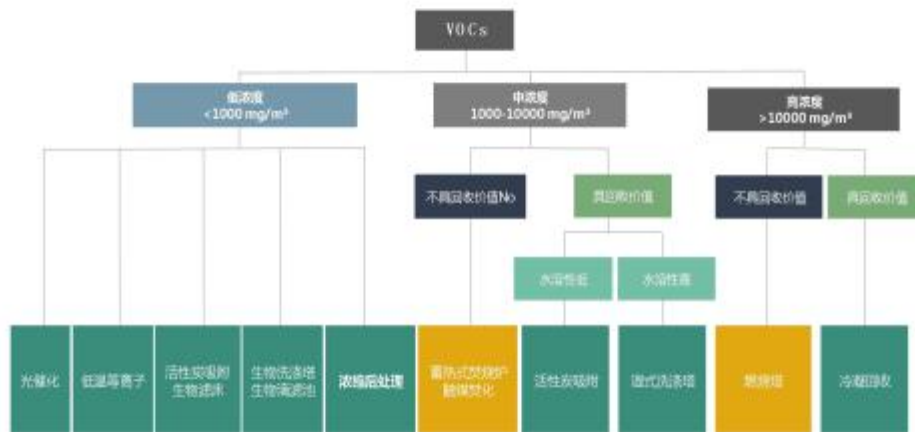 VOCs
低浓度
<1000 mg/m³
中浓度
1000-10000 mg/m³
高浓度
>10000 mg/m³
不具回收价值No
具回收价值
不具回收价值
具回收价值
水溶性低
水溶性高
光催化
低温等离子
活性炭吸附
生物滤床
生物洗涤塔
生物滴滤池
浓缩后处理
蓄热式焚烧炉
触媒焚化
活性炭吸附
湿式洗涤塔
燃烧塔
冷凝回收